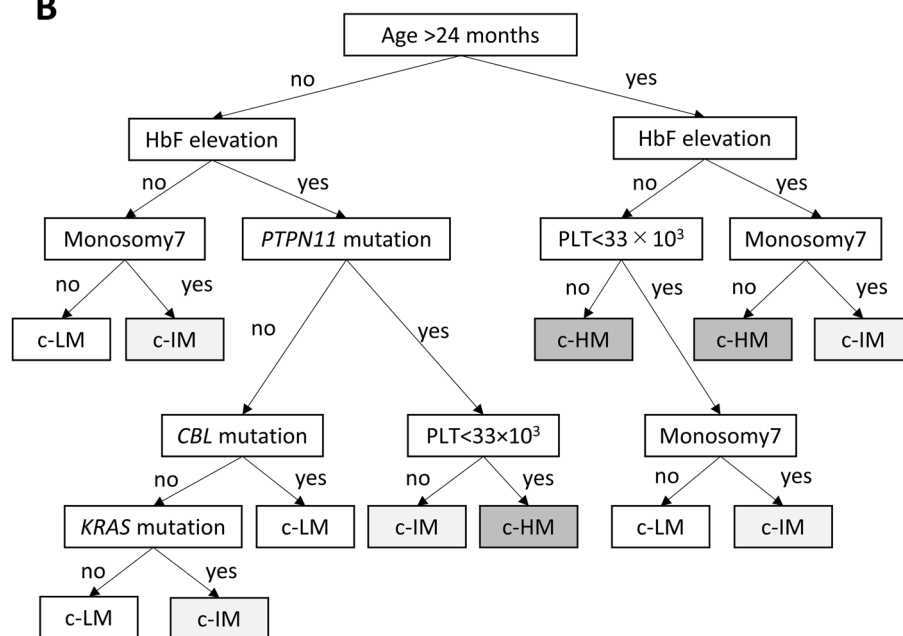 B
Age >24 months
no yes
HbF elevation HbF elevation
no yes no yes
Monosomy7 PTPN11 mutation PLT<33 × 10³ Monosomy7
no yes no yes no yes
c-LM c-IM c-HM c-HM c-IM
no yes
CBL mutation PLT<33×10³ Monosomy7
no yes no yes no yes
KRAS mutation c-LM c-IM c-HM c-LM c-IM
no yes
c-LM c-IM